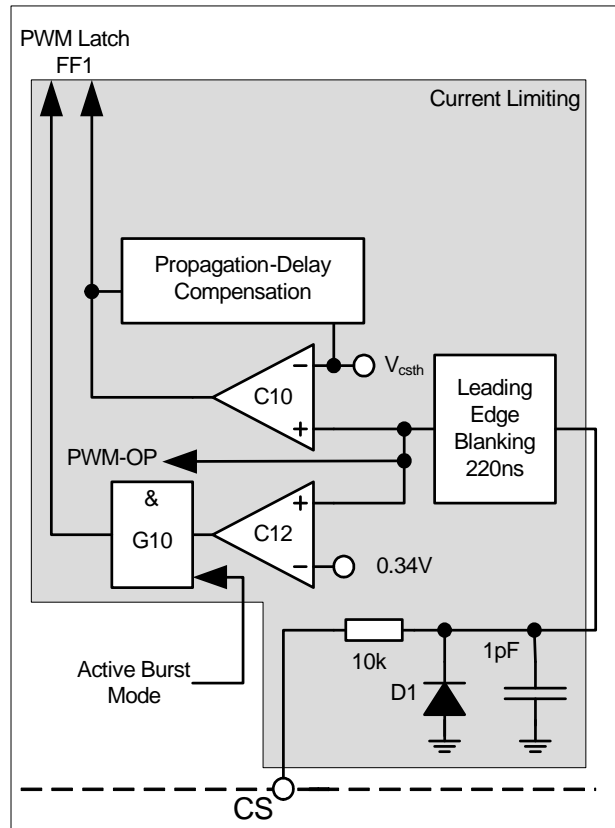 PWM Latch
FF1
Current Limiting
Propagation-Delay
Compensation
Vcsth
C10
Leading
Edge
Blanking
220ns
PWM-OP
&
G10
C12
0.34V
Active Burst
Mode
10k
1pF
D1
CS